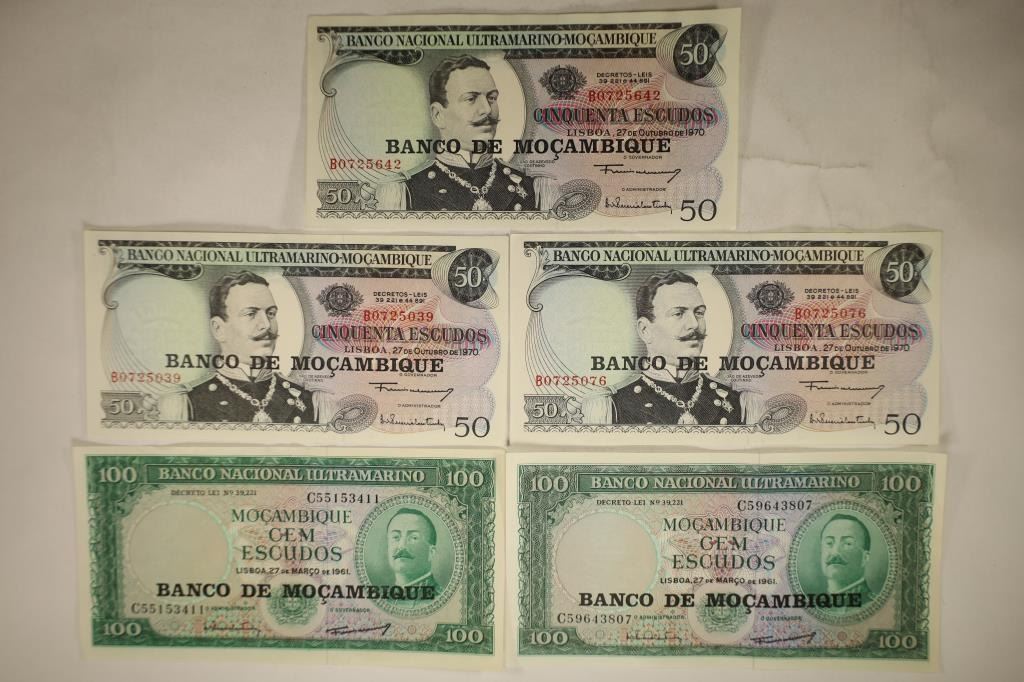 BANCO NACIONAL ULTRAMARINO-MOÇAMBIQUE
50
DECRETOS-LEIS
39 221 e 44 891
B0725642
CINQUENTA ESCUDOS
LISBOA, 27 DE OUTUBRO DE 1970
BANCO DE MOÇAMBIQUE
B0725642
O GOVERNADOR
O ADMINISTRADOR
50
50
BANCO NACIONAL ULTRAMARINO-MOÇAMBIQUE
50
DECRETOS-LEIS
39 221 e 44 891
B0725039
CINQUENTA ESCUDOS
LISBOA, 27 DE OUTUBRO DE 1970
BANCO DE MOÇAMBIQUE
B0725039
O GOVERNADOR
O ADMINISTRADOR
50
50
BANCO NACIONAL ULTRAMARINO-MOÇAMBIQUE
50
DECRETOS-LEIS
39 221 e 44 891
B0725076
CINQUENTA ESCUDOS
LISBOA, 27 DE OUTUBRO DE 1970
BANCO DE MOÇAMBIQUE
B0725076
O GOVERNADOR
O ADMINISTRADOR
50
50
100 BANCO NACIONAL ULTRAMARINO 100
DECRETO-LEI Nº 39,221
C55153411
MOÇAMBIQUE
CEM
ESCUDOS
LISBOA, 27 DE MARÇO DE 1961.
BANCO DE MOÇAMBIQUE
C55153411
O ADMINISTRADOR
O GOVERNADOR
100 100
100 BANCO NACIONAL ULTRAMARINO 100
DECRETO-LEI Nº 39,221
C59643807
MOÇAMBIQUE
CEM
ESCUDOS
LISBOA, 27 DE MARÇO DE 1961.
BANCO DE MOÇAMBIQUE
C59643807
O ADMINISTRADOR
O GOVERNADOR
100 100